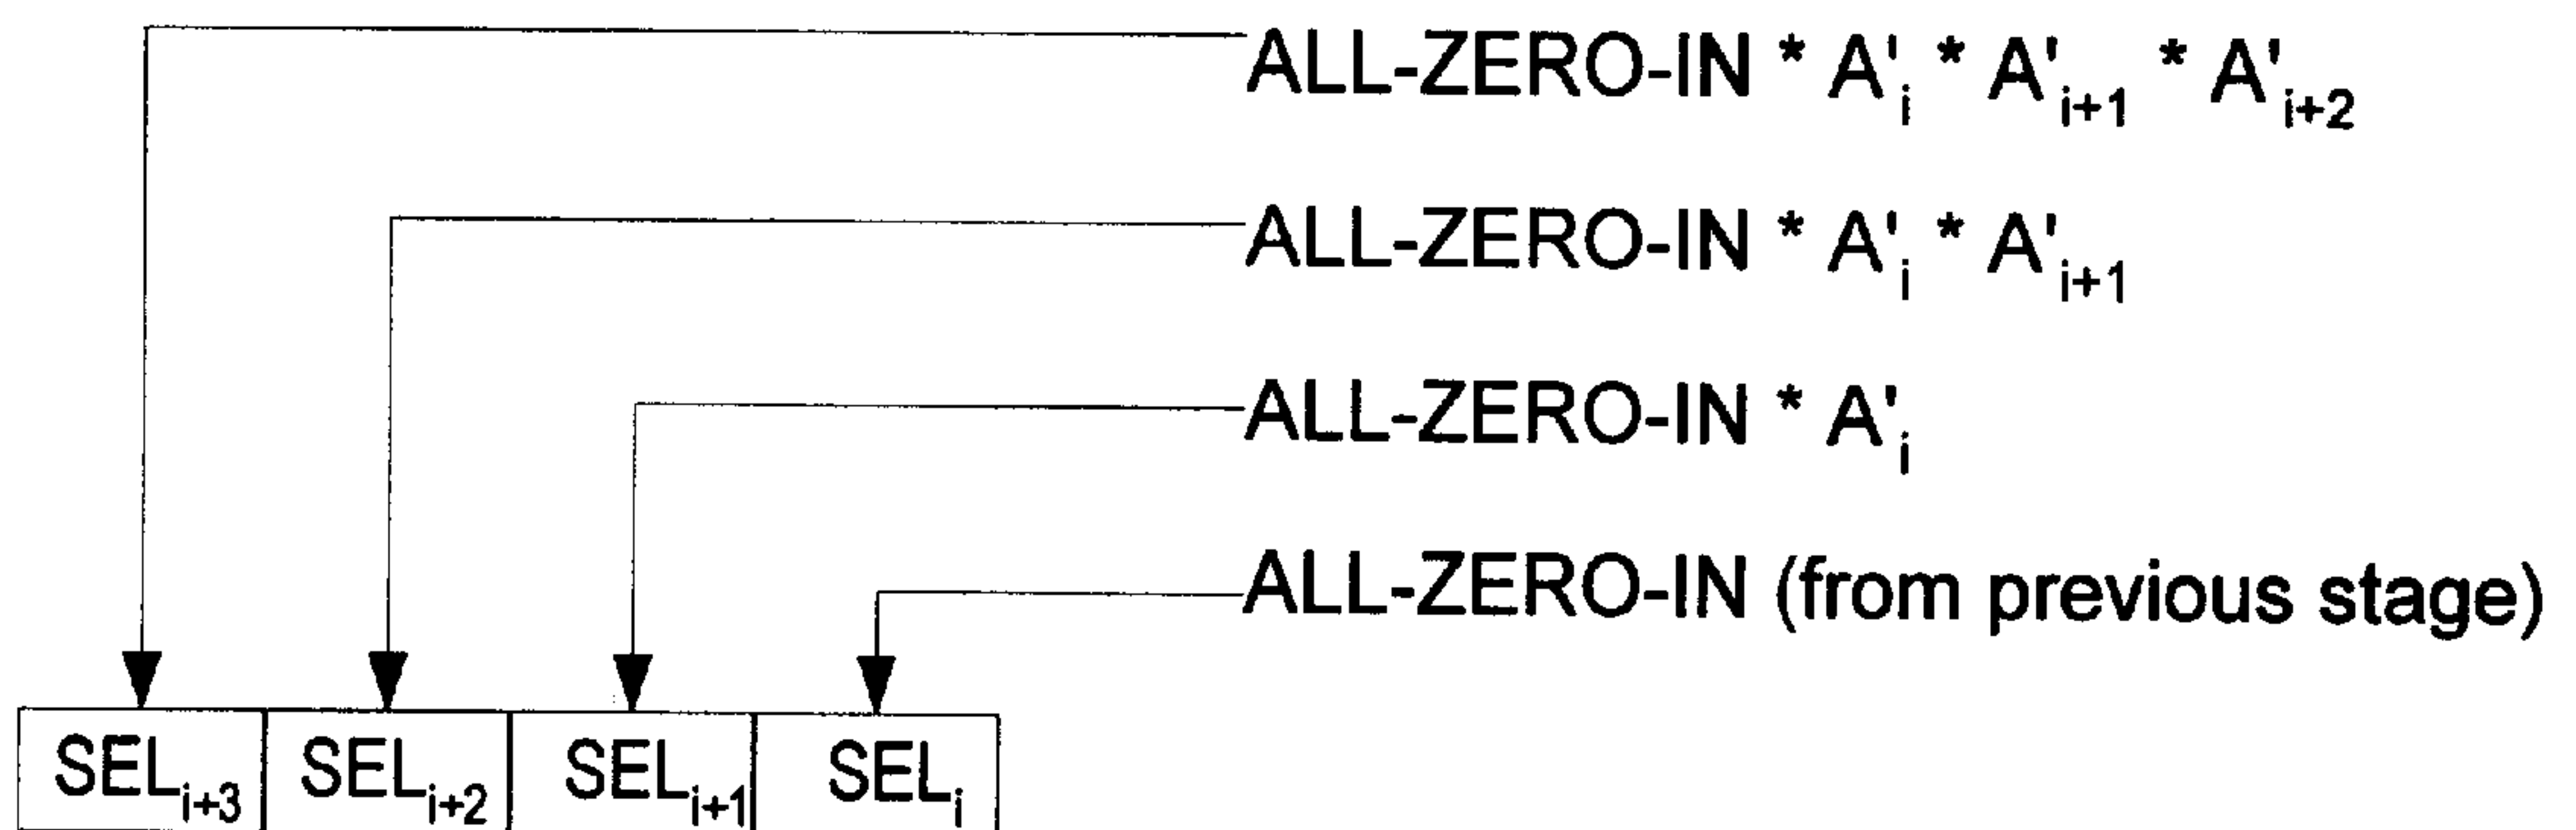 ALL-ZERO-IN * A'i * A'i+1 * A'i+2
ALL-ZERO-IN * A'i * A'i+1
ALL-ZERO-IN * A'i
ALL-ZERO-IN (from previous stage)
SELi+3 SELi+2 SELi+1 SELi